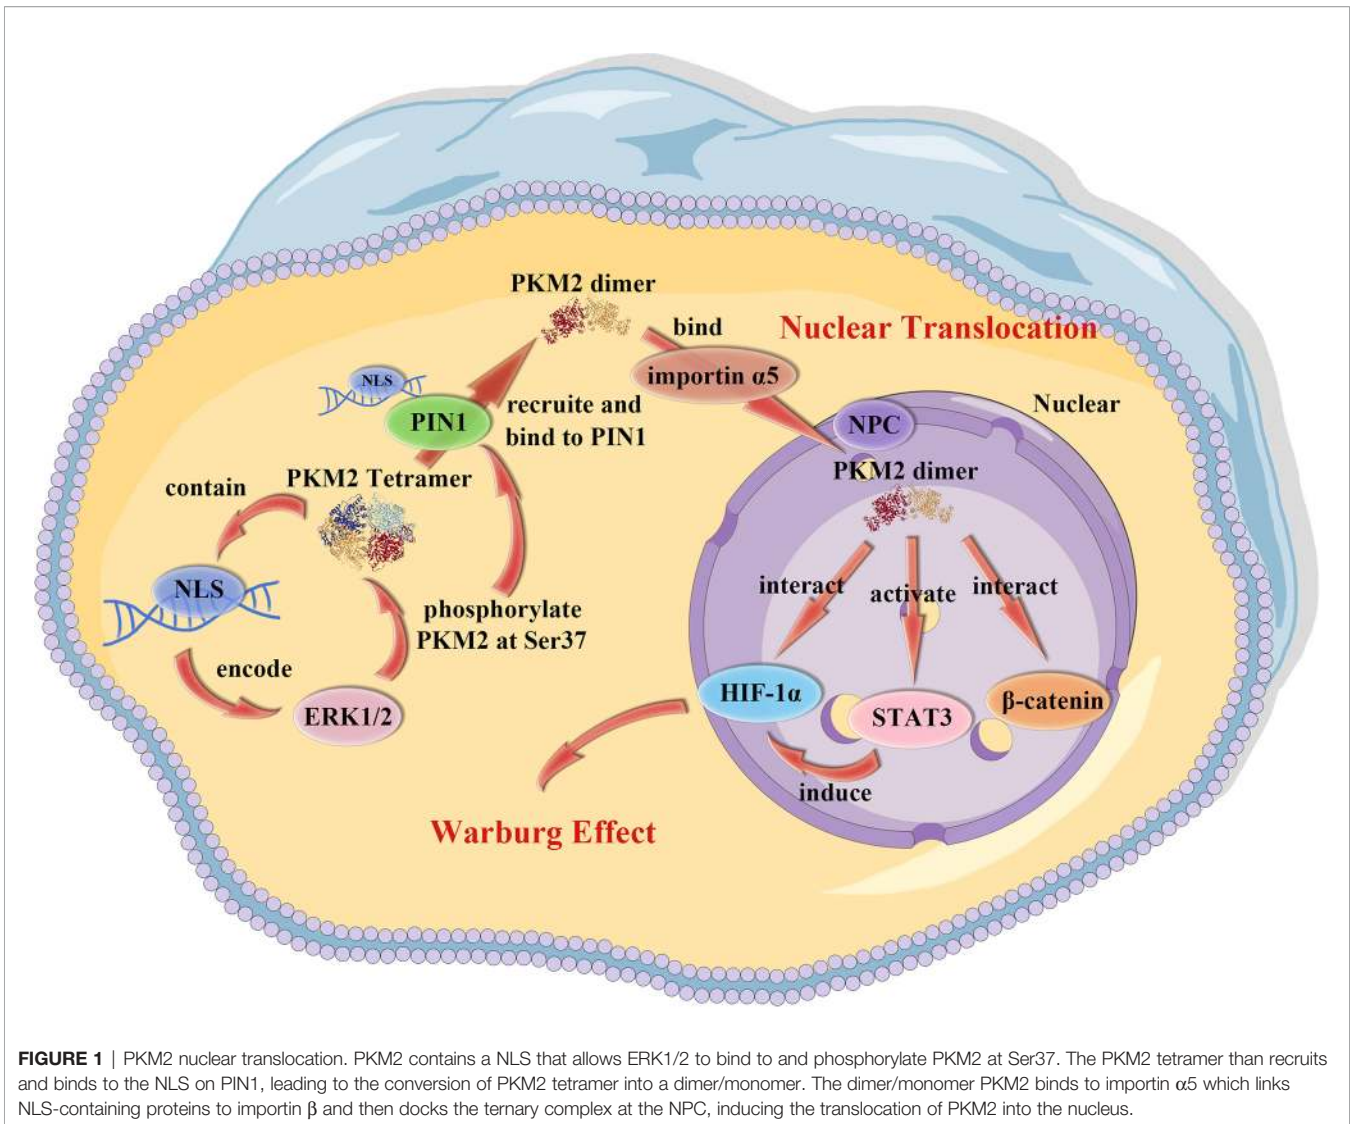 PKM2 dimer
bind
Nuclear Translocation
importin α5
NLS
PIN1
recruite and
bind to PIN1
Nuclear
NPC
PKM2 dimer
contain
PKM2 Tetramer
NLS
phosphorylate
PKM2 at Ser37
encode
ERK1/2
interact
activate
interact
HIF-1α
STAT3
β-catenin
induce
Warburg Effect
FIGURE 1 | PKM2 nuclear translocation. PKM2 contains a NLS that allows ERK1/2 to bind to and phosphorylate PKM2 at Ser37. The PKM2 tetramer than recruits
and binds to the NLS on PIN1, leading to the conversion of PKM2 tetramer into a dimer/monomer. The dimer/monomer PKM2 binds to importin α5 which links
NLS-containing proteins to importin β and then docks the ternary complex at the NPC, inducing the translocation of PKM2 into the nucleus.